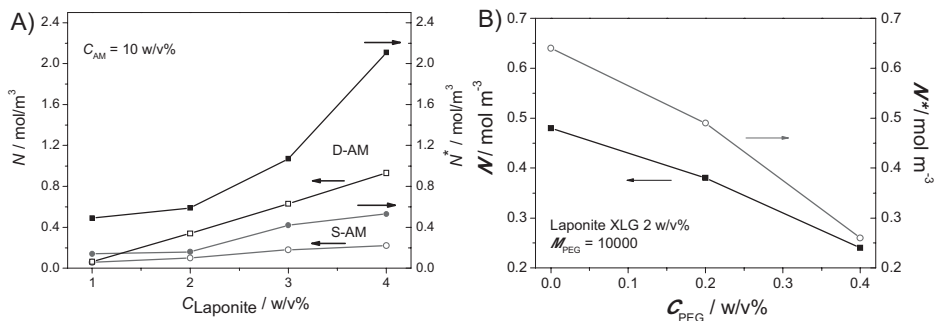 A)
C_AM = 10 w/v%
N / mol/m³
2.4
2.0
1.6
1.2
0.8
0.4
0.0
D-AM
S-AM
1 2 3 4
C_Laponite / w/v%
2.4
2.0
1.6
1.2
0.8
0.4
0.0
N* / mol/m³
B)
N / mol m⁻³
0.7
0.6
0.5
0.4
0.3
0.2
Laponite XLG 2 w/v%
M_PEG = 10000
0.0 0.1 0.2 0.3 0.4
C_PEG / w/v%
0.7
0.6
0.5
0.4
0.3
0.2
N*/ mol m⁻³